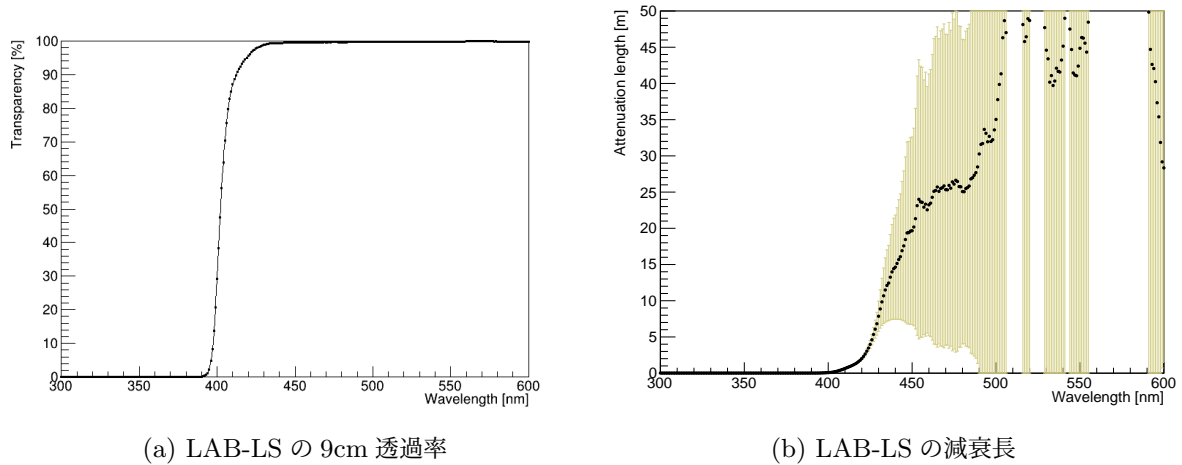 Transparency [%]
100
90
80
70
60
50
40
30
20
10
0
300 350 400 450 500 550 600
Wavelength [nm]
(a) LAB-LS の 9cm 透過率
Attenuation length [m]
50
45
40
35
30
25
20
15
10
5
0
300 350 400 450 500 550 600
Wavelength [nm]
(b) LAB-LS の減衰長